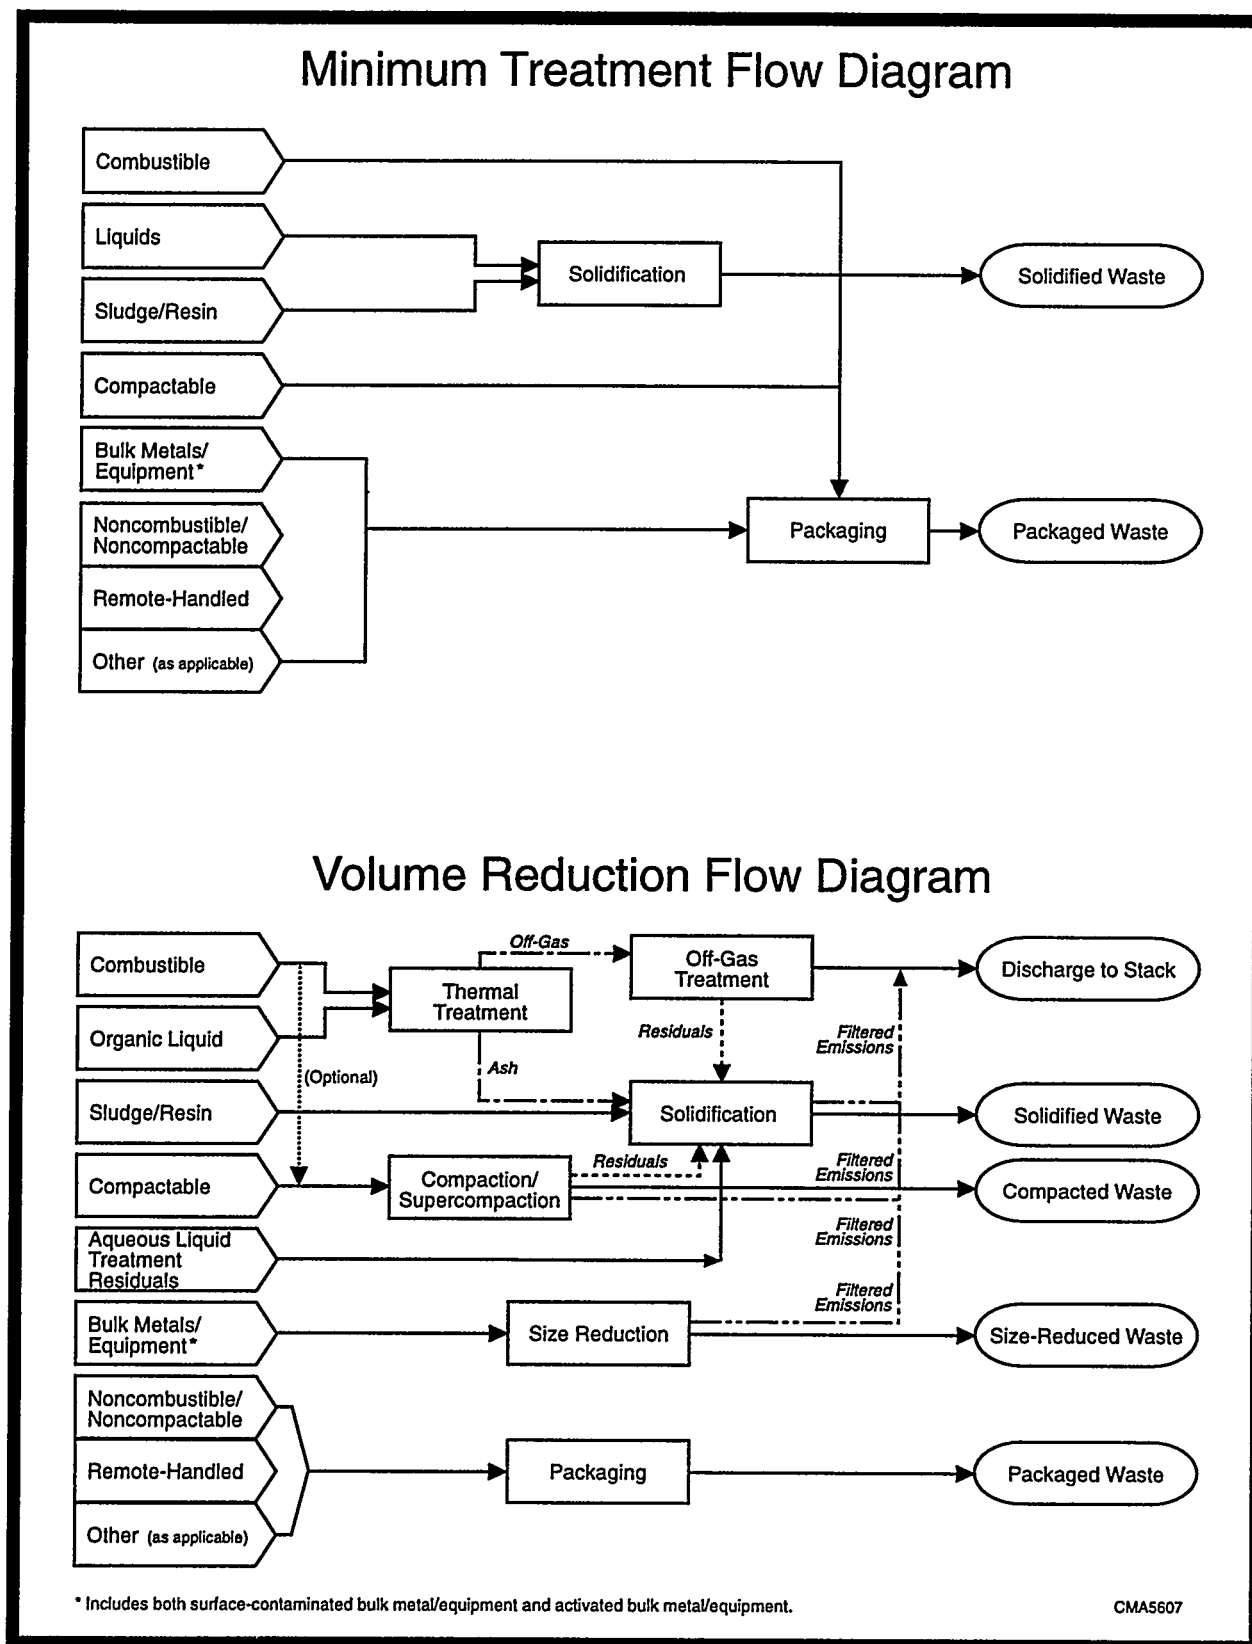 Minimum Treatment Flow Diagram
Combustible
Liquids
Solidification
Solidified Waste
Sludge/Resin
Compactable
Bulk Metals/
Equipment*
Noncombustible/
Noncompactable
Packaging
Packaged Waste
Remote-Handled
Other (as applicable)
Volume Reduction Flow Diagram
Combustible
Off-Gas
Thermal
Treatment
Off-Gas
Treatment
Discharge to Stack
Organic Liquid
Residuals
Filtered
Emissions
(Optional)
Ash
Sludge/Resin
Solidification
Solidified Waste
Compactable
Compaction/
Supercompaction
Residuals
Filtered
Emissions
Compacted Waste
Aqueous Liquid
Treatment
Residuals
Filtered
Emissions
Filtered
Emissions
Bulk Metals/
Equipment*
Size Reduction
Size-Reduced Waste
Noncombustible/
Noncompactable
Remote-Handled
Packaging
Packaged Waste
Other (as applicable)
* Includes both surface-contaminated bulk metal/equipment and activated bulk metal/equipment.
CMA5607